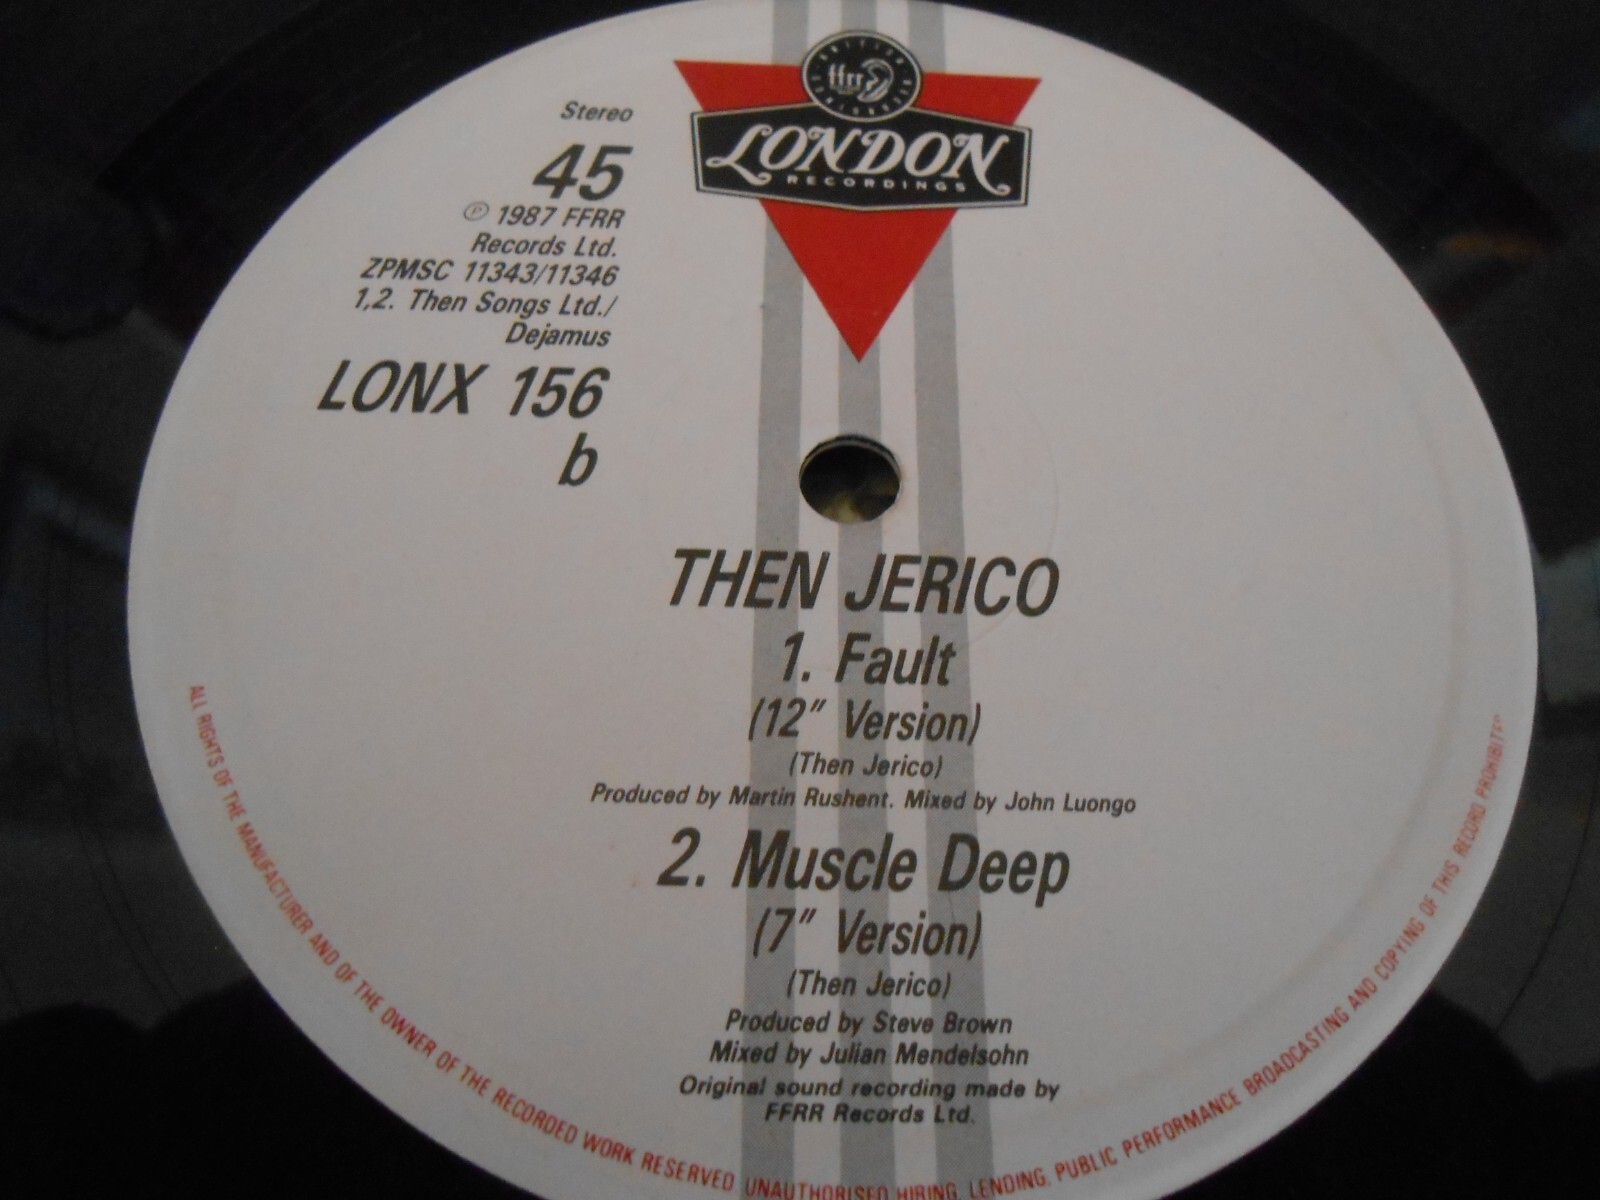 ffrr
LONDON
RECORDINGS
Stereo
45
℗ 1987 FFRR
Records Ltd.
ZPMSC 11343/11346
1,2. Then Songs Ltd./
Dejamus
LONX 156
b
THEN JERICO
1. Fault
(12" Version)
(Then Jerico)
Produced by Martin Rushent. Mixed by John Luongo
2. Muscle Deep
(7" Version)
(Then Jerico)
Produced by Steve Brown
Mixed by Julian Mendelsohn
Original sound recording made by
FFRR Records Ltd.
ALL RIGHTS OF THE MANUFACTURER AND OF THE OWNER OF THE RECORDED WORK RESERVED UNAUTHORISED HIRING, LENDING, PUBLIC PERFORMANCE BROADCASTING AND COPYING OF THIS RECORD PROHIBITED